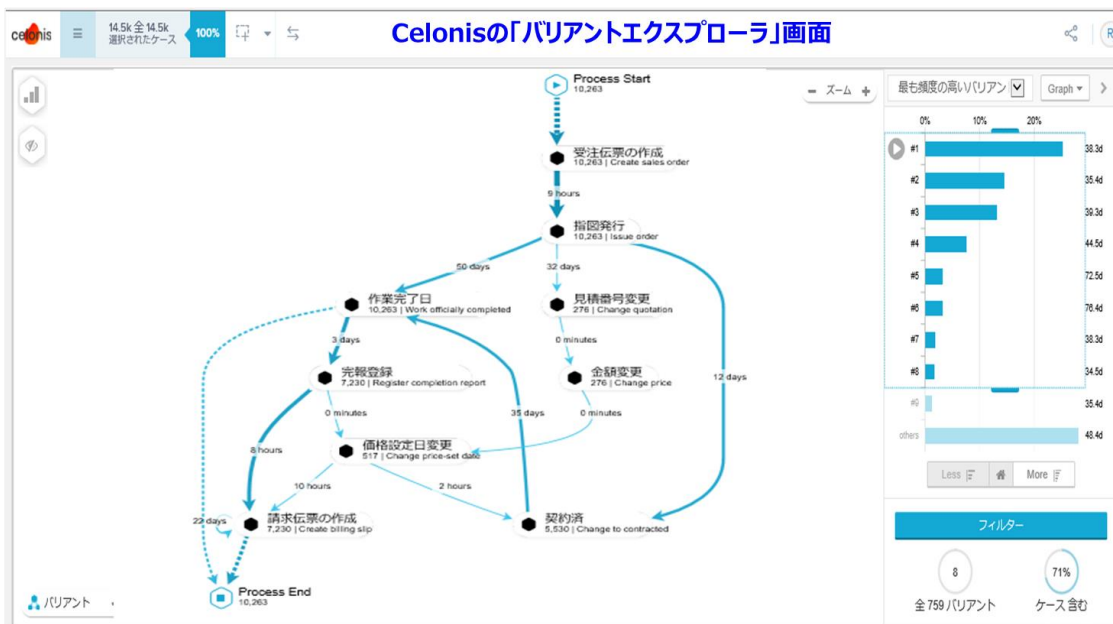 Celonisの「バリアントエクスプローラ」画面
celonis
14.5k 全 14.5k
選択されたケース
100%
R
Process Start
10,263
ズーム
受注伝票の作成
10,263 | Create sales order
9 hours
指図発行
10,263 | Issue order
50 days
32 days
作業完了日
10,263 | Work officially completed
見積番号変更
276 | Change quotation
3 days
0 minutes
完報登録
7,230 | Register completion report
金額変更
276 | Change price
12 days
0 minutes
35 days
0 minutes
8 hours
価格設定日変更
517 | Change price-set date
10 hours
2 hours
22 days
請求伝票の作成
7,230 | Create billing slip
契約済
5,530 | Change to contracted
Process End
10,263
バリアント
最も頻度の高いバリアン
Graph
0% 10% 20%
#1 38.3d
#2 35.4d
#3 39.3d
#4 44.5d
#5 72.5d
#6 76.4d
#7 38.3d
#8 34.5d
#9 35.4d
others 48.4d
Less More
フィルター
8
全 759 バリアント
71%
ケース 含む